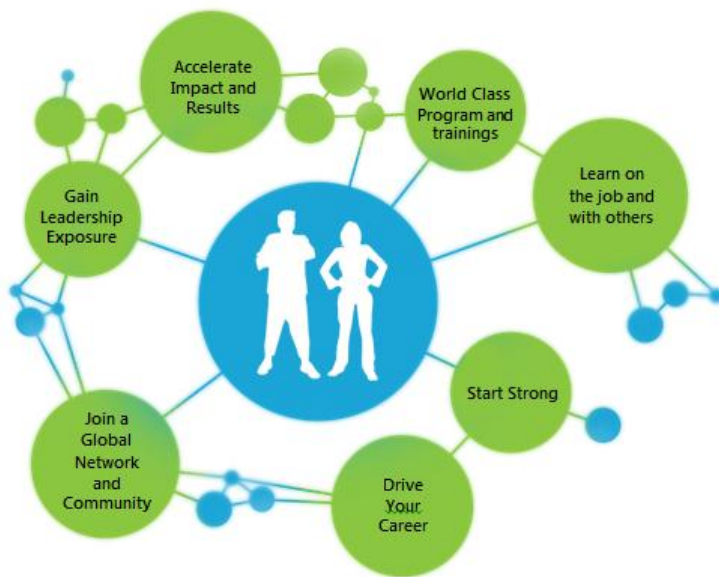 Accelerate
Impact and
Results
World Class
Program and
trainings
Learn on
the job and
with others
Gain
Leadership
Exposure
Start Strong
Join a
Global
Network
and
Community
Drive
Your
Career